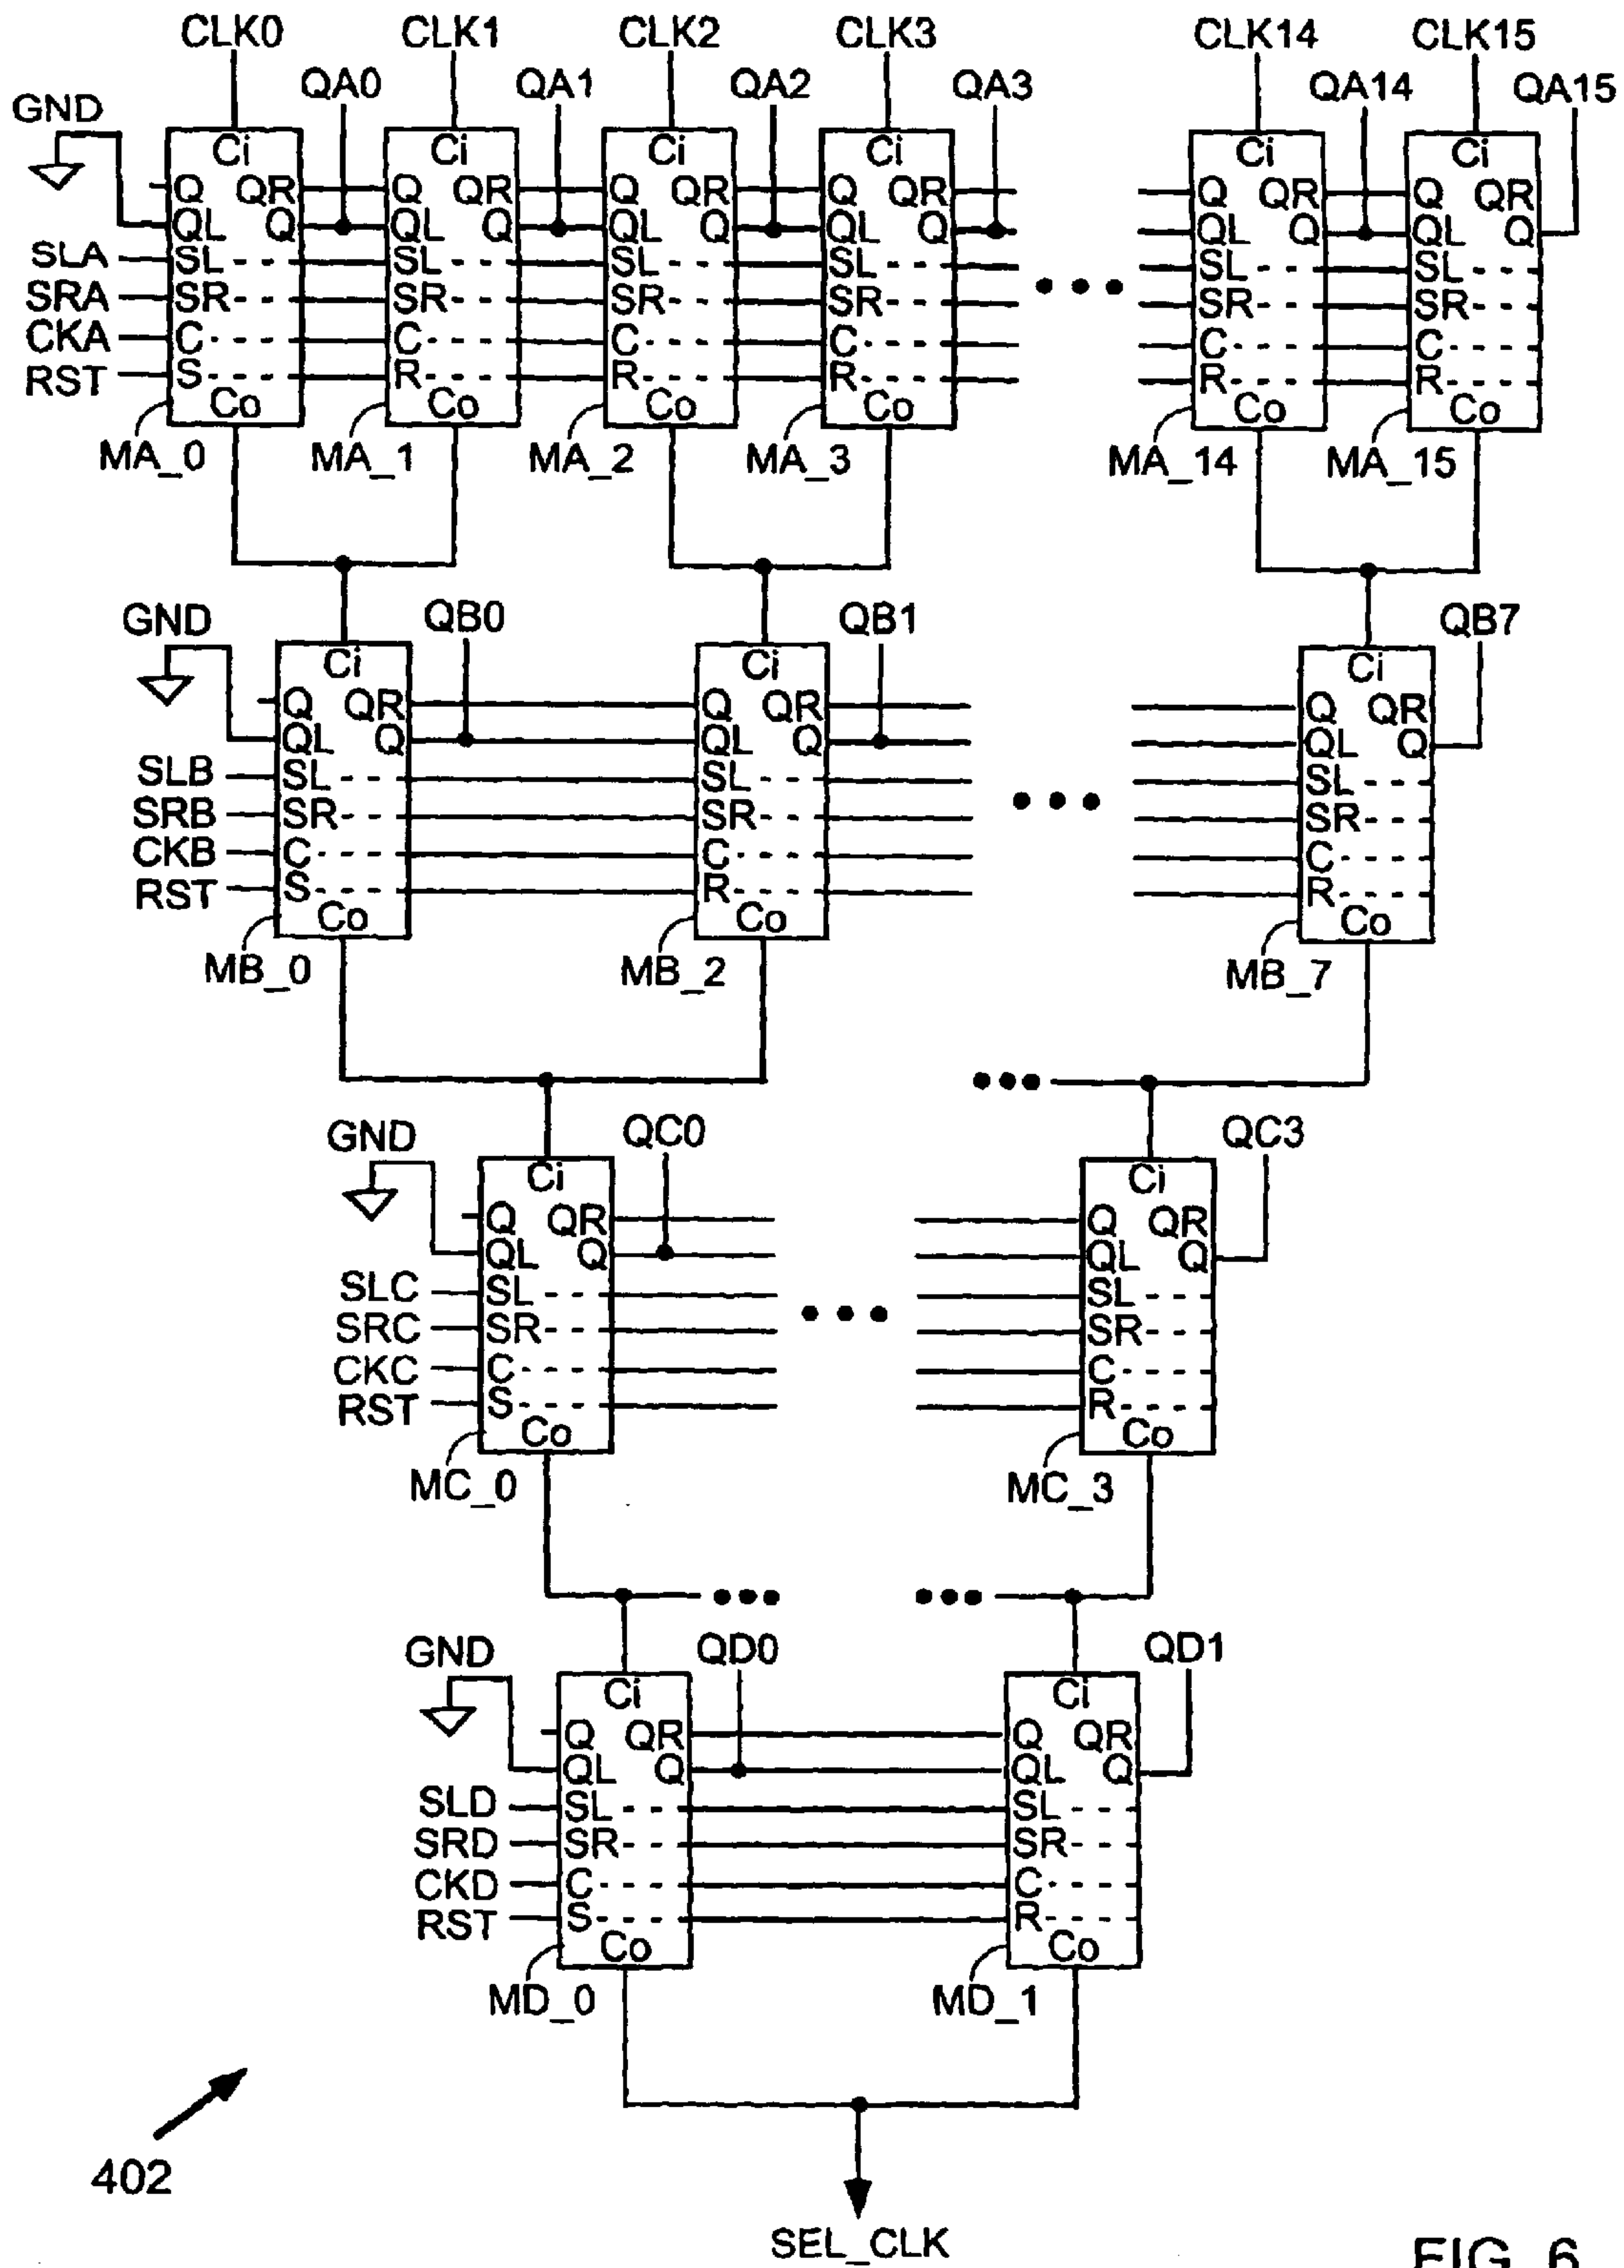 CLK0 CLK1 CLK2 CLK3 CLK14 CLK15
GND QA0 QA1 QA2 QA3 QA14 QA15
Ci Ci Ci Ci Ci Ci
Q QR Q QR Q QR Q QR Q QR Q QR
QL Q QL Q QL Q QL Q QL Q QL Q
SLA SL SL SL SL SL SL
SRA SR SR SR SR SR SR
CKA C C C C C C
RST S R R R R R
Co Co Co Co Co Co
MA_0 MA_1 MA_2 MA_3 MA_14 MA_15
GND QB0 QB1 QB7
Ci Ci Ci
Q QR Q QR Q QR
QL Q QL Q QL Q
SLB SL SL SL
SRB SR SR SR
CKB C C C
RST S R R
Co Co Co
MB_0 MB_2 MB_7
GND QC0 QC3
Ci Ci
Q QR Q QR
QL Q QL Q
SLC SL SL
SRC SR SR
CKC C C
RST S R
Co Co
MC_0 MC_3
GND QD0 QD1
Ci Ci
Q QR Q QR
QL Q QL Q
SLD SL SL
SRD SR SR
CKD C C
RST S R
Co Co
MD_0 MD_1
402
SEL_CLK
FIG. 6